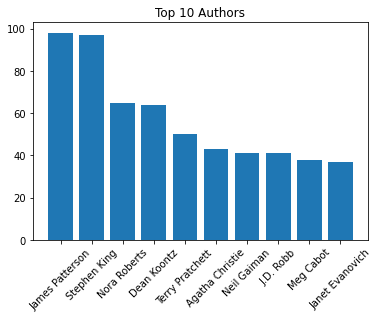 Top 10 Authors
100
80
60
40
20
0
James Patterson
Stephen King
Nora Roberts
Dean Koontz
Terry Pratchett
Agatha Christie
Neil Gaiman
J.D. Robb
Meg Cabot
Janet Evanovich